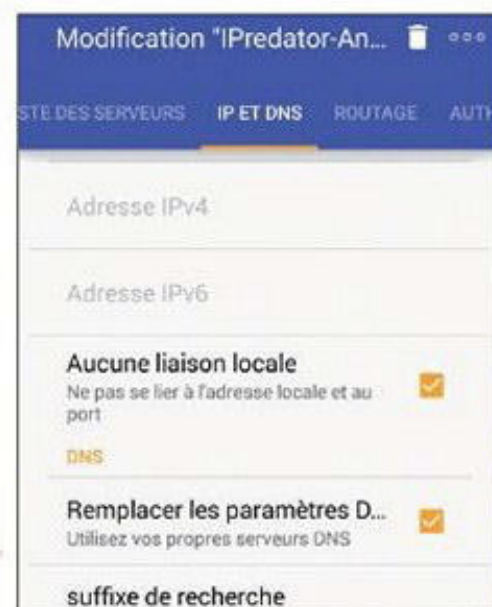 Modification "IPredator-An...
STE DES SERVEURS IP ET DNS ROUTAGE AUTH
Adresse IPv4
Adresse IPv6
Aucune liaison locale
Ne pas se lier à l'adresse locale et au
port
DNS
Remplacer les paramètres D...
Utilisez vos propres serveurs DNS
suffixe de recherche